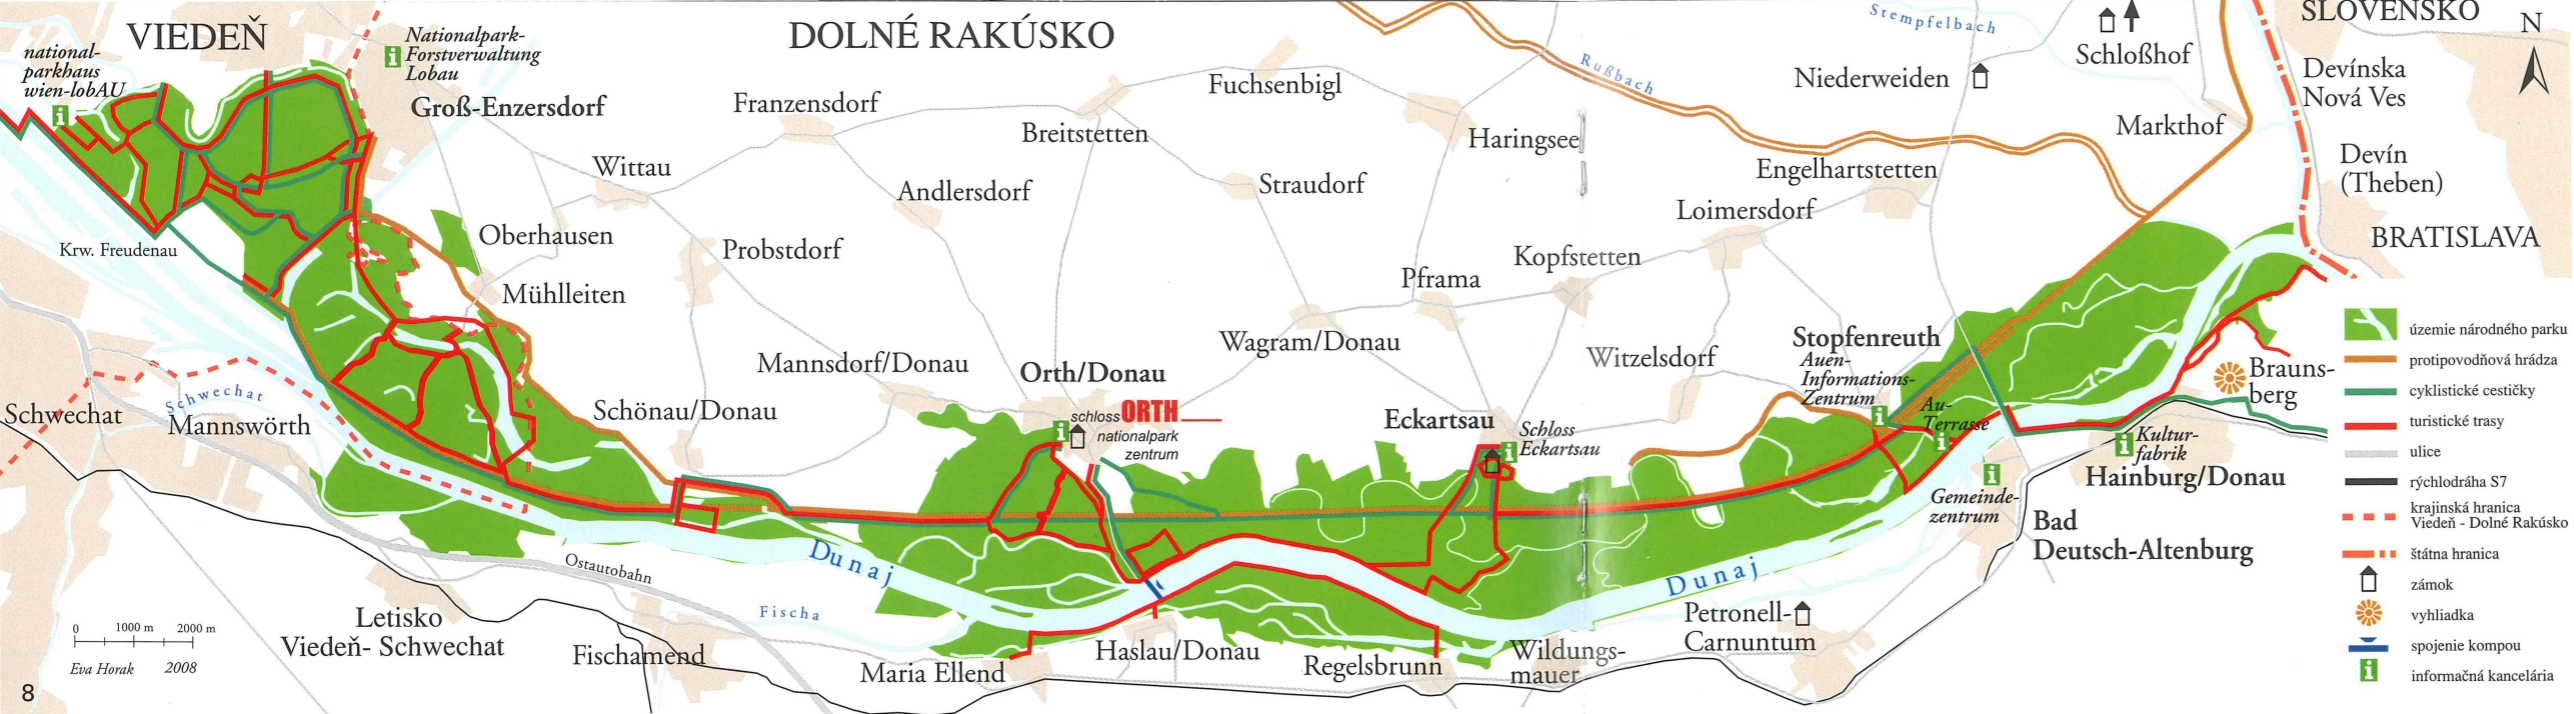 VIEDEŇ
DOLNÉ RAKÚSKO
SLOVENSKO
N
national-
parkhaus
wien-lobAU
i
Nationalpark-
Forstverwaltung
Lobau
i
Groß-Enzersdorf
Franzensdorf
Fuchsenbigl
Breitstetten
Haringsee
Rußbach
Stempfelbach
Niederweiden
Schloßhof
Markthof
Devínska
Nová Ves
Devín
(Theben)
BRATISLAVA
Wittau
Andlersdorf
Straudorf
Engelhartstetten
Loimersdorf
Krw. Freudenau
Oberhausen
Probstdorf
Kopfstetten
Pframa
Mühlleiten
Schwechat
Schwechat
Mannswörth
Schönau/Donau
Mannsdorf/Donau
Orth/Donau
schloss ORTH
i
nationalpark
zentrum
Wagram/Donau
Witzelsdorf
Eckartsau
Schloss
Eckartsau
i
Stopfenreuth
Auen-
Informations-
Zentrum
i
Au-
Terrasse
i
Gemeinde-
zentrum
i
Kultur-
fabrik
i
Hainburg/Donau
Brauns-
berg
Bad
Deutsch-Altenburg
Dunaj
Dunaj
Ostautobahn
Fischa
Letisko
Viedeň- Schwechat
Fischamend
Maria Ellend
Haslau/Donau
Regelsbrunn
Wildungs-
mauer
Petronell-
Carnuntum
0 1000 m 2000 m
Eva Horak 2008
8
územie národného parku
protipovodňová hrádza
cyklistické cestičky
turistické trasy
ulice
rýchlodráha S7
krajinská hranica
Viedeň - Dolné Rakúsko
štátna hranica
zámok
vyhliadka
spojenie kompou
i
informačná kancelária